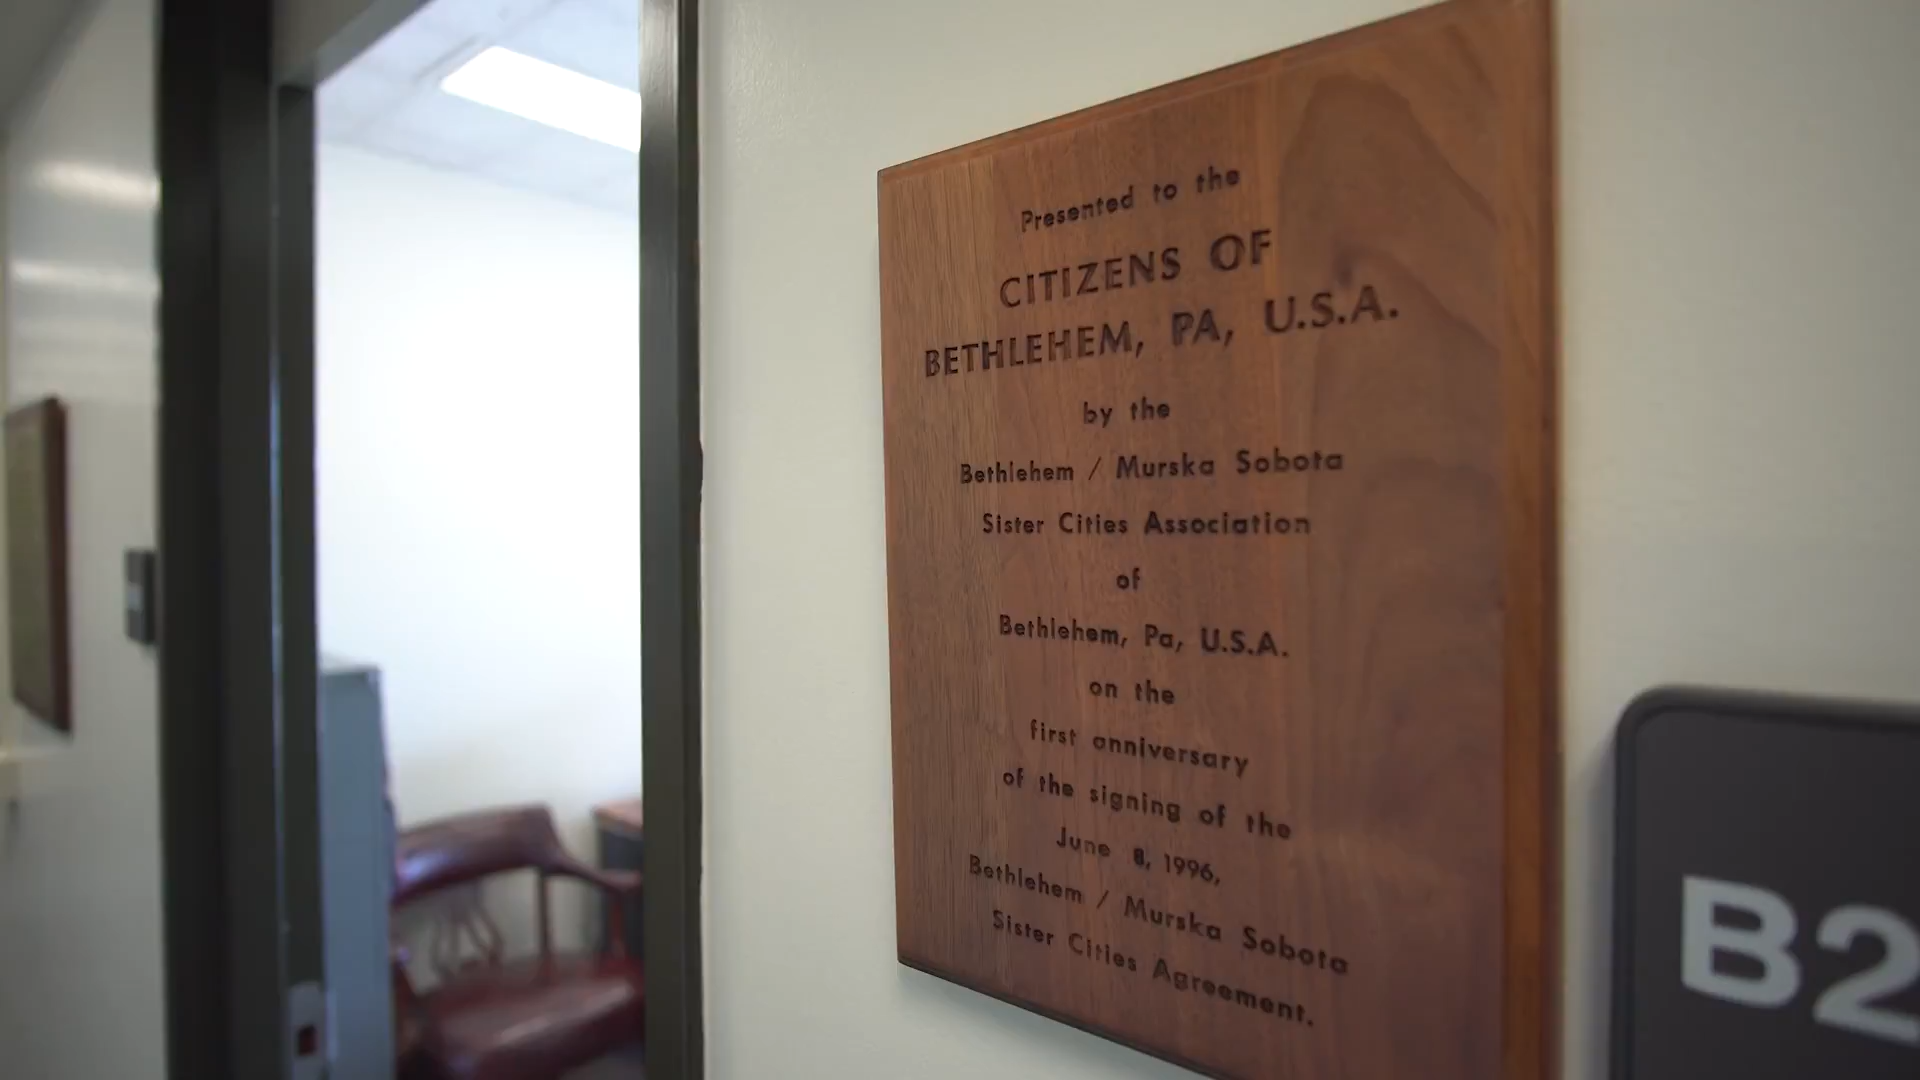 Presented to the
CITIZENS OF
BETHLEHEM, PA, U.S.A.
by the
Bethlehem / Murska Sobota
Sister Cities Association
of
Bethlehem, Pa, U.S.A.
on the
first anniversary
of the signing of the
June 8, 1996,
Bethlehem / Murska Sobota
Sister Cities Agreement.
B2